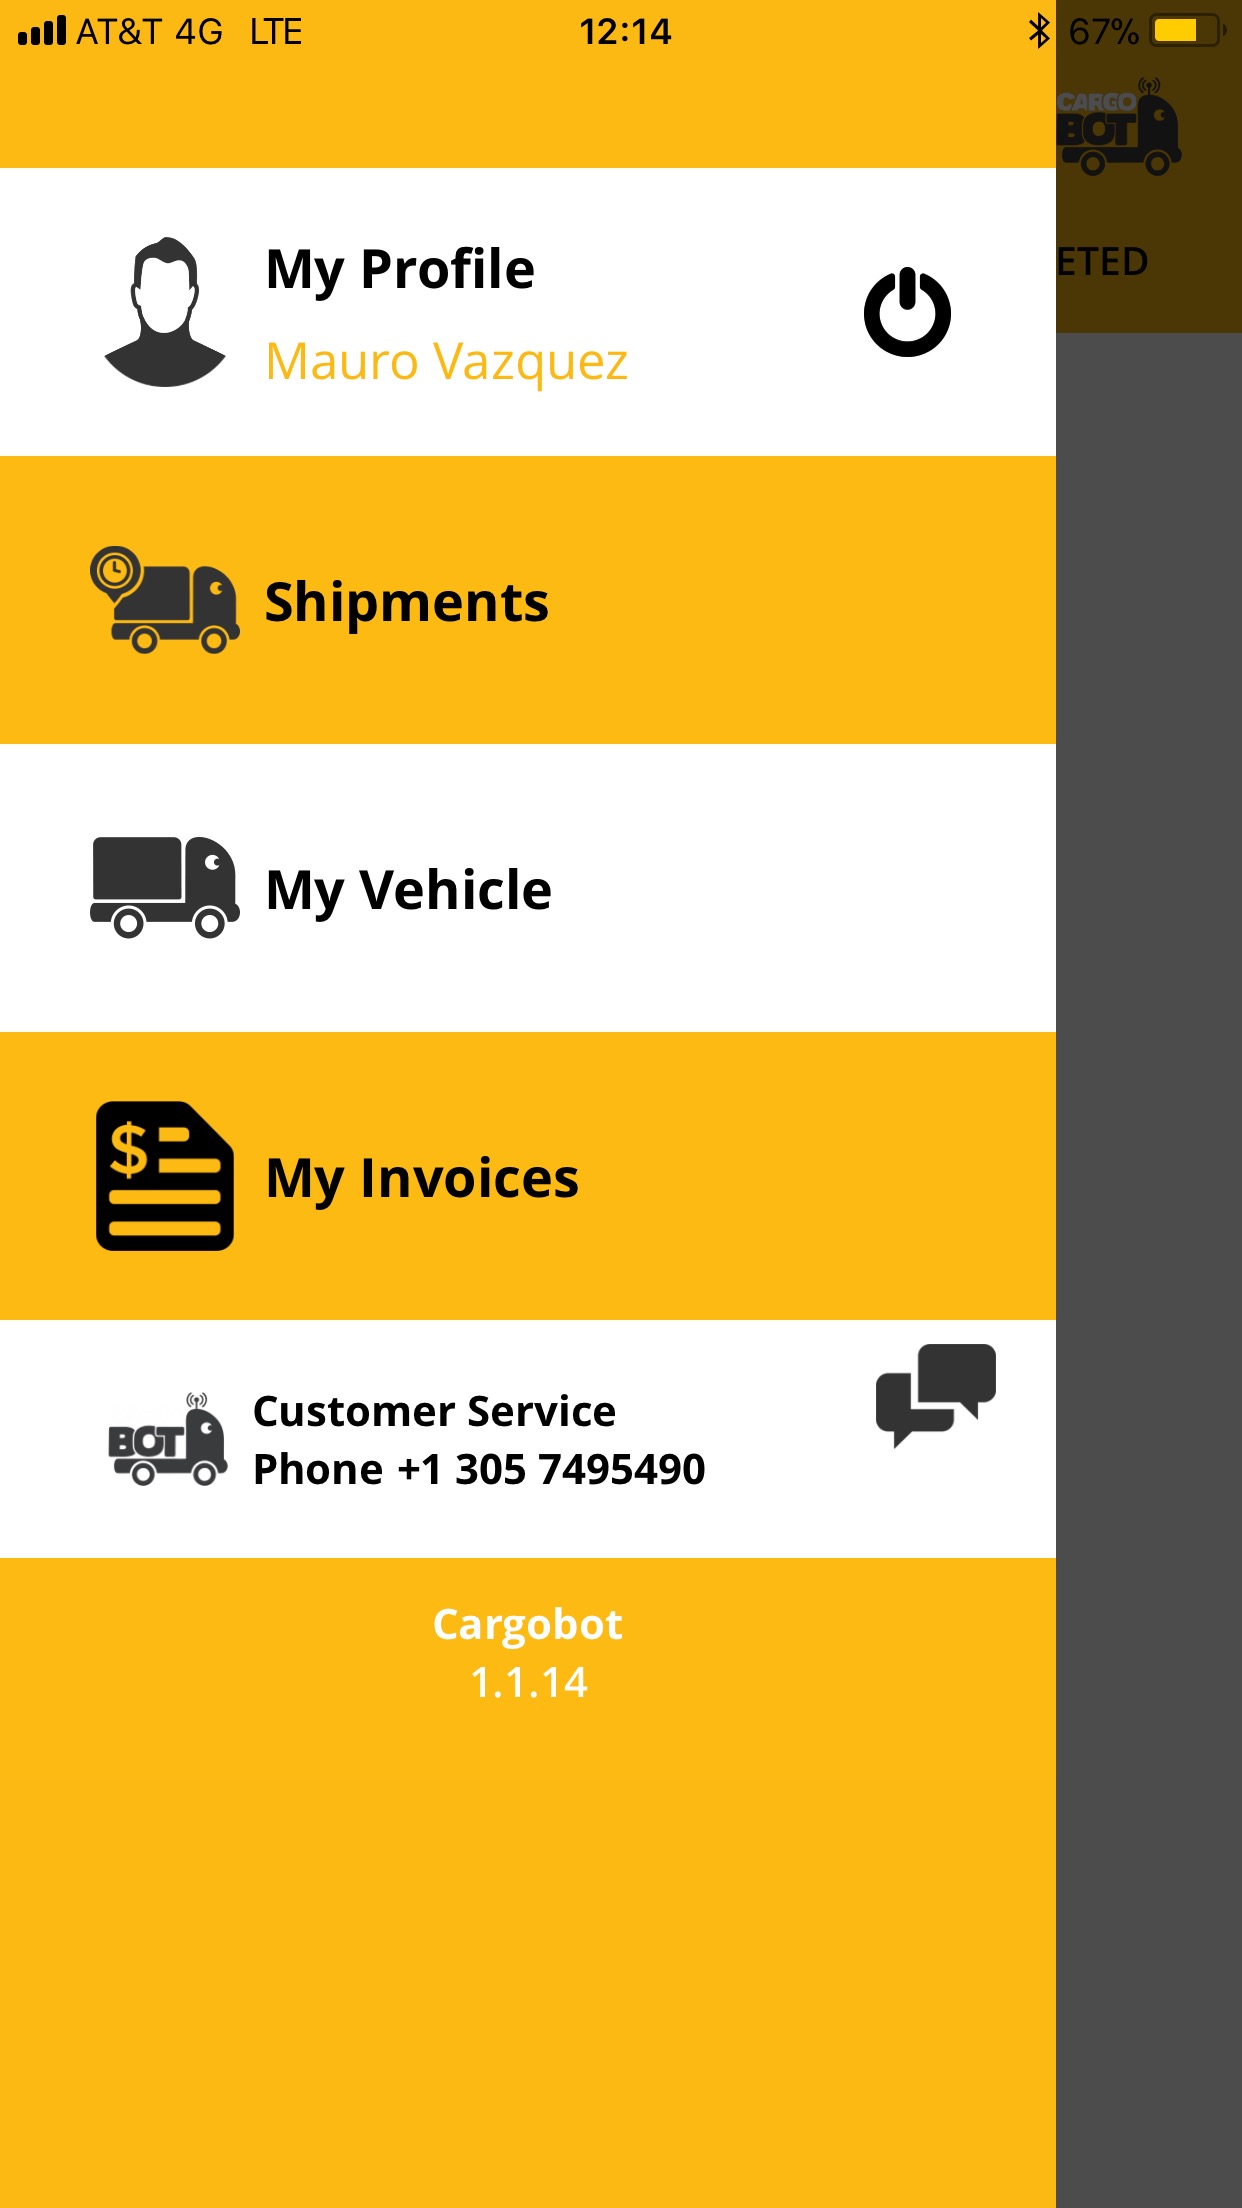 AT&T 4G LTE 12:14 67%
CARGO
BOT
ETED
My Profile
Mauro Vazquez
Shipments
My Vehicle
$
My Invoices
BOT
Customer Service
Phone +1 305 7495490
Cargobot
1.1.14